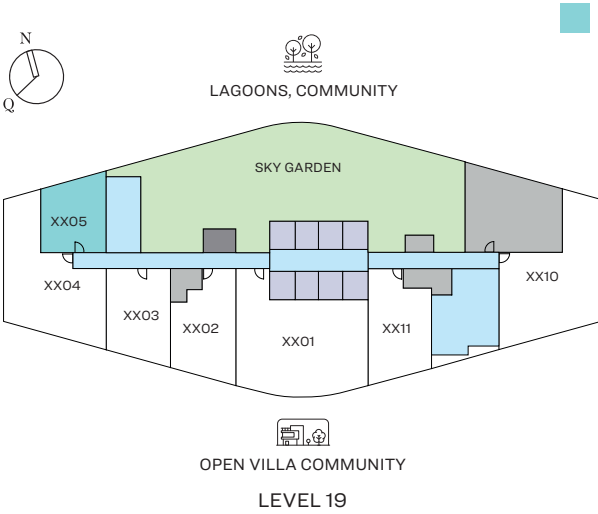 N
Q
LAGOONS, COMMUNITY
SKY GARDEN
XX05
XX04
XX03
XX02
XX01
XX11
XX10
OPEN VILLA COMMUNITY
LEVEL 19